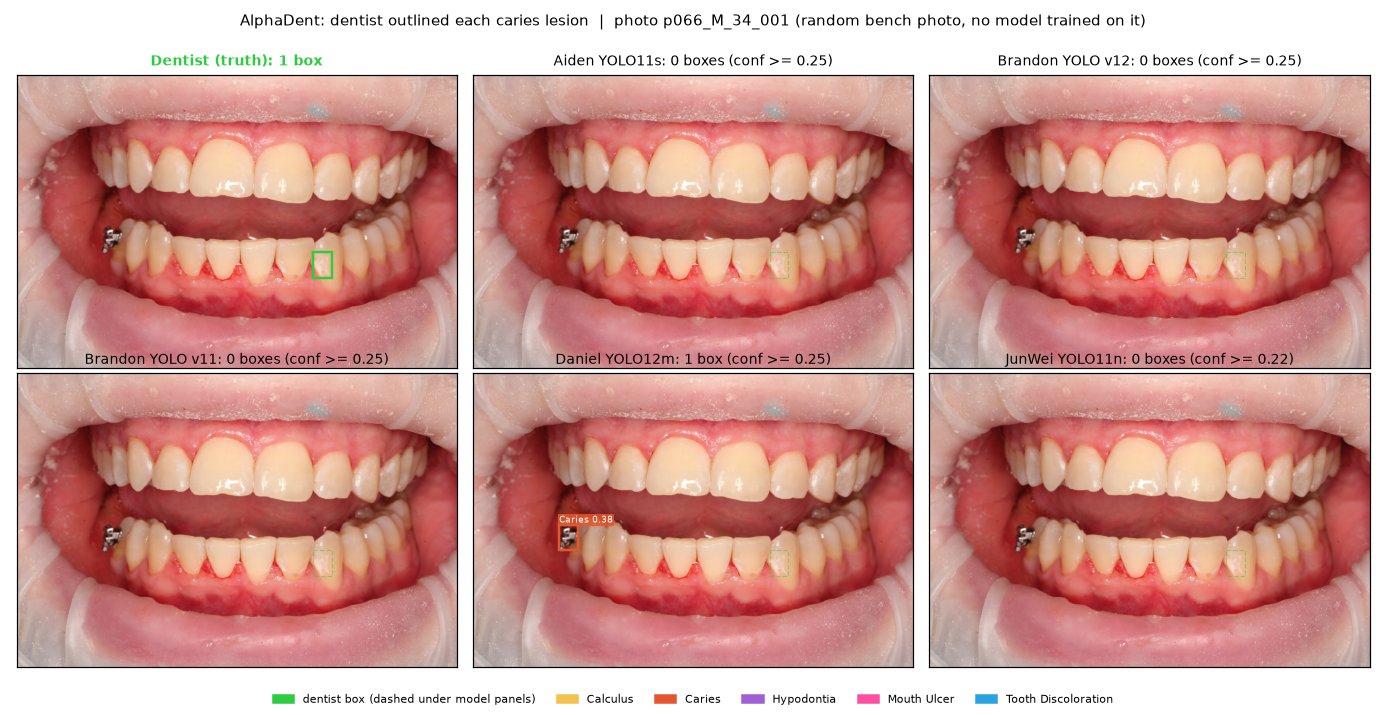 AlphaDent: dentist outlined each caries lesion | photo p066_M_34_001 (random bench photo, no model trained on it)
Dentist (truth): 1 box
Aiden YOLO11s: 0 boxes (conf >= 0.25)
Brandon YOLO v12: 0 boxes (conf >= 0.25)
Brandon YOLO v11: 0 boxes (conf >= 0.25)
Daniel YOLO12m: 1 box (conf >= 0.25)
JunWei YOLO11n: 0 boxes (conf >= 0.22)
Caries 0.38
dentist box (dashed under model panels)
Calculus
Caries
Hypodontia
Mouth Ulcer
Tooth Discoloration